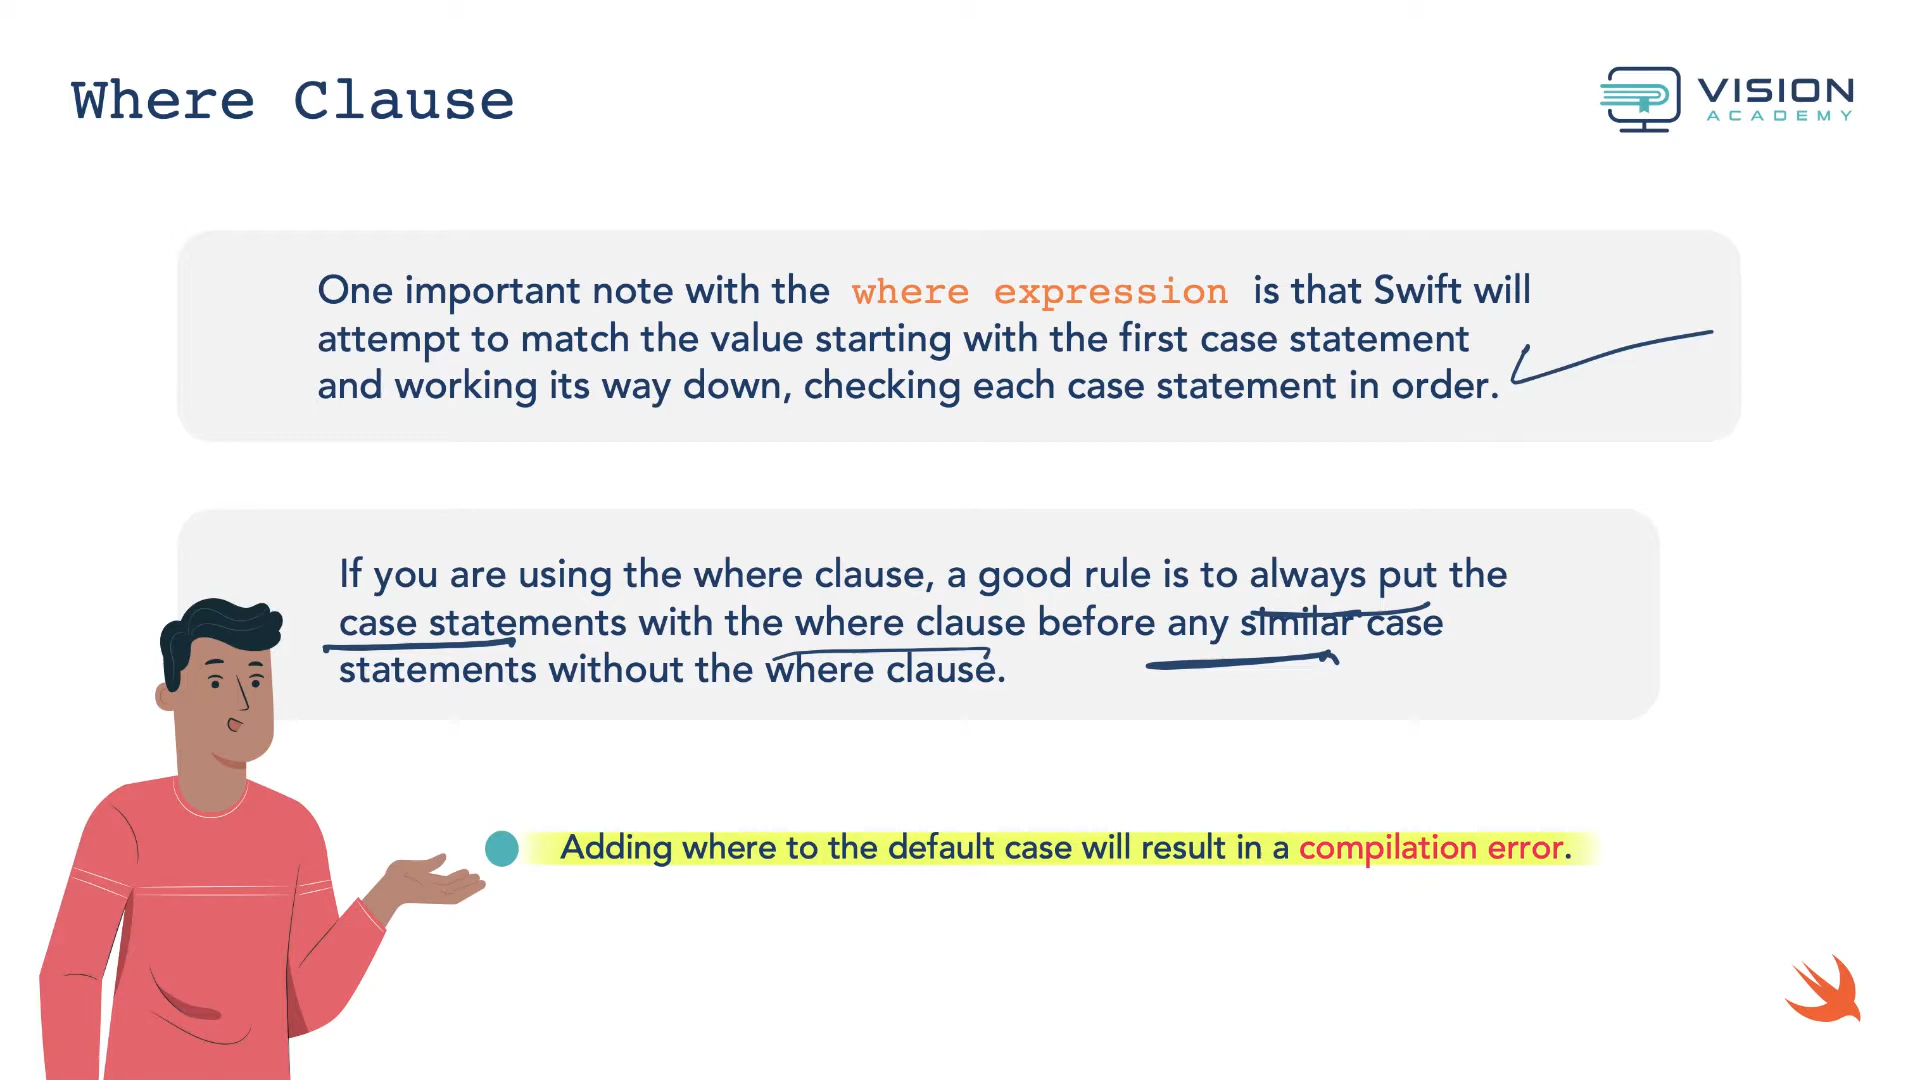 Where Clause
VISION
ACADEMY
One important note with the where expression is that Swift will
attempt to match the value starting with the first case statement
and working its way down, checking each case statement in order.
If you are using the where clause, a good rule is to always put the
case statements with the where clause before any similar case
statements without the where clause.
Adding where to the default case will result in a compilation error.